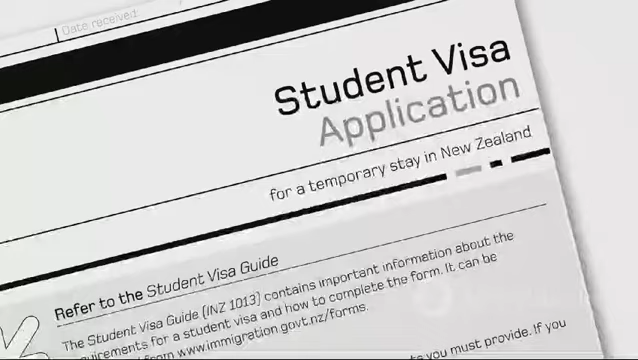 Date received
Student Visa
Application
for a temporary stay in New Zealand
Refer to the Student Visa Guide
The Student Visa Guide (INZ 1013) contains important information about the
requirements for a student visa and how to complete the form. It can be
from www.immigration.govt.nz/forms.
you must provide. If you